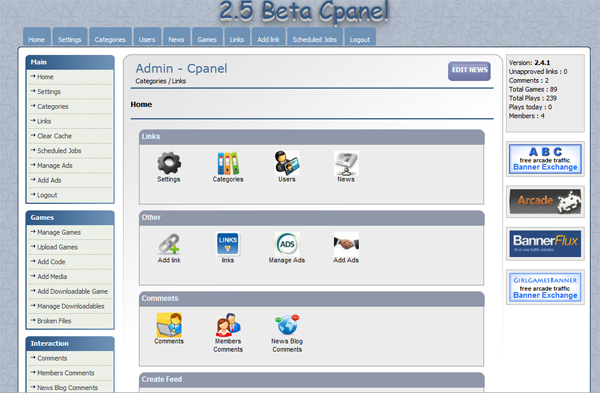 2.5 Beta Cpanel
Home Settings Categories Users News Games Links Add link Scheduled Jobs Logout
Main
Home
Settings
Categories
Links
Clear Cache
Scheduled Jobs
Manage Ads
Add Ads
Logout
Games
Manage Games
Upload Games
Add Code
Add Media
Add Downloadable Game
Manage Downloadables
Broken Files
Interaction
Comments
Members Comments
News Blog Comments
Admin - Cpanel
EDIT NEWS
Categories / Links
Home
Links
Settings Categories Users News
Other
LINKS
ADS
Add link links Manage Ads Add Ads
Comments
Comments Members Comments News Blog Comments
Create Feed
Version: 2.4.1
Unapproved links : 0
Comments : 2
Total Games : 89
Total Plays : 239
Plays today : 0
Members : 4
A B C
free arcade traffic
Banner Exchange
Arcade
BannerFlux
GIRLGAMESBANNER
free arcade traffic
Banner Exchange